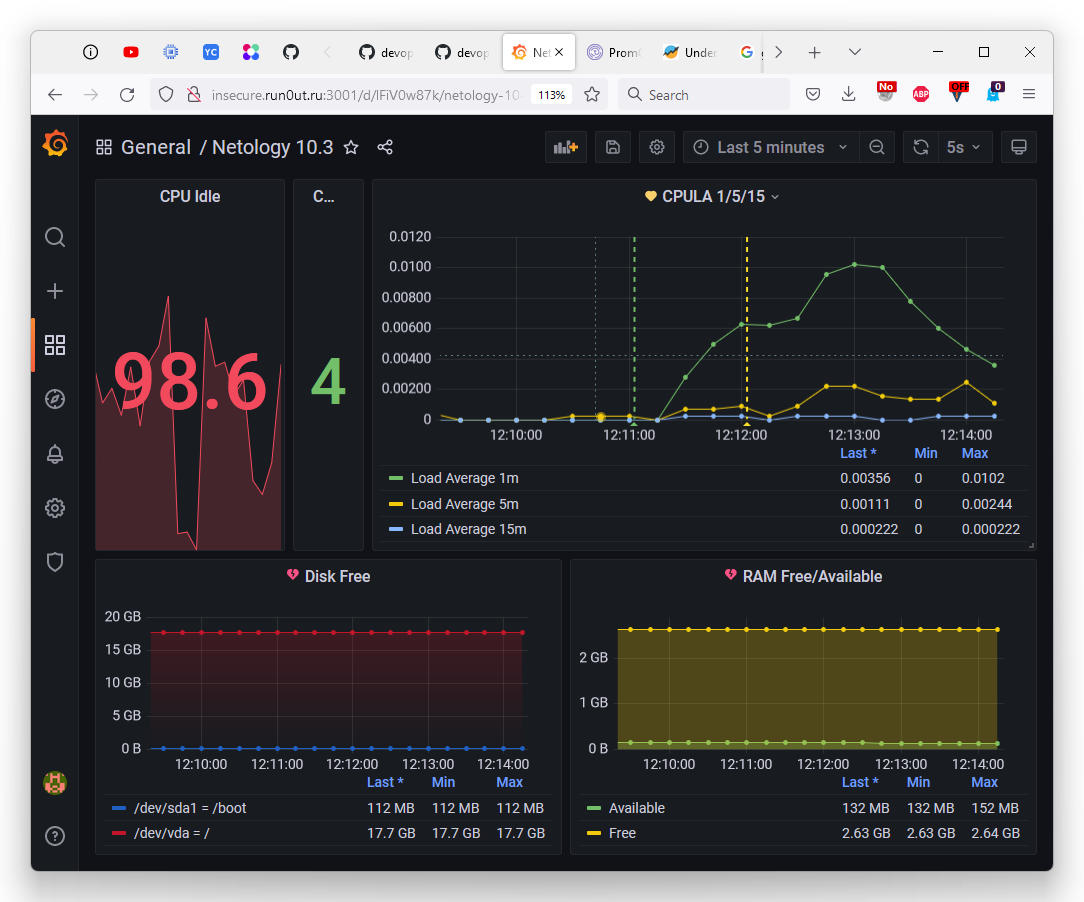 YC
devop
devop
Net
Prom
Under
insecure.run0ut.ru:3001/d/lFiV0w87k/netology-10
113%
Search
No
ABP
OFF
0
General / Netology 10.3
Last 5 minutes
5s
CPU Idle
98.6
C...
4
CPULA 1/5/15
0.0120
0.0100
0.00800
0.00600
0.00400
0.00200
0
12:10:00 12:11:00 12:12:00 12:13:00 12:14:00
Last * Min Max
Load Average 1m 0.00356 0 0.0102
Load Average 5m 0.00111 0 0.00244
Load Average 15m 0.000222 0 0.000222
Disk Free
20 GB
15 GB
10 GB
5 GB
0 B
12:10:00 12:11:00 12:12:00 12:13:00 12:14:00
Last * Min Max
/dev/sda1 = /boot 112 MB 112 MB 112 MB
/dev/vda = / 17.7 GB 17.7 GB 17.7 GB
RAM Free/Available
2 GB
1 GB
0 B
12:10:00 12:11:00 12:12:00 12:13:00 12:14:00
Last * Min Max
Available 132 MB 132 MB 152 MB
Free 2.63 GB 2.63 GB 2.64 GB